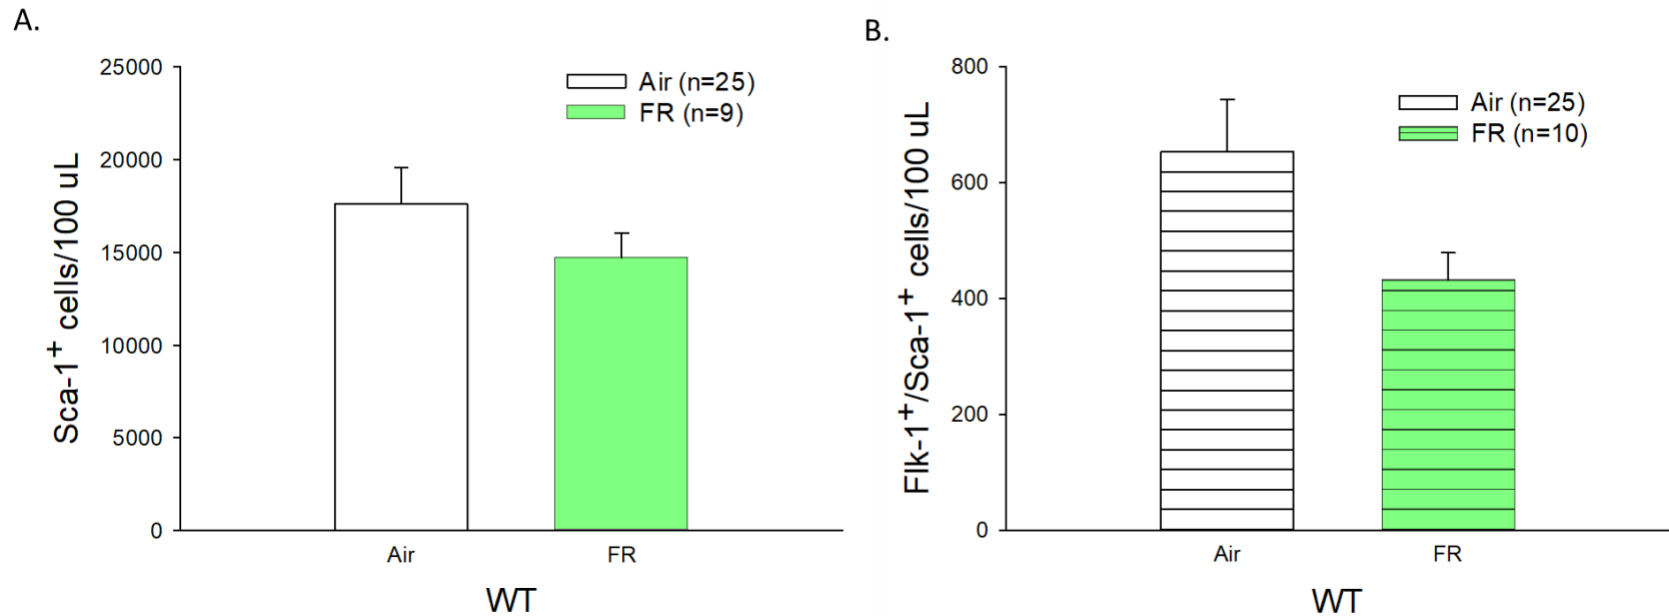 A.
Sca-1+ cells/100 uL
25000
20000
15000
10000
5000
0
Air (n=25)
FR (n=9)
Air
FR
WT
B.
Flk-1+/Sca-1+ cells/100 uL
800
600
400
200
0
Air (n=25)
FR (n=10)
Air
FR
WT